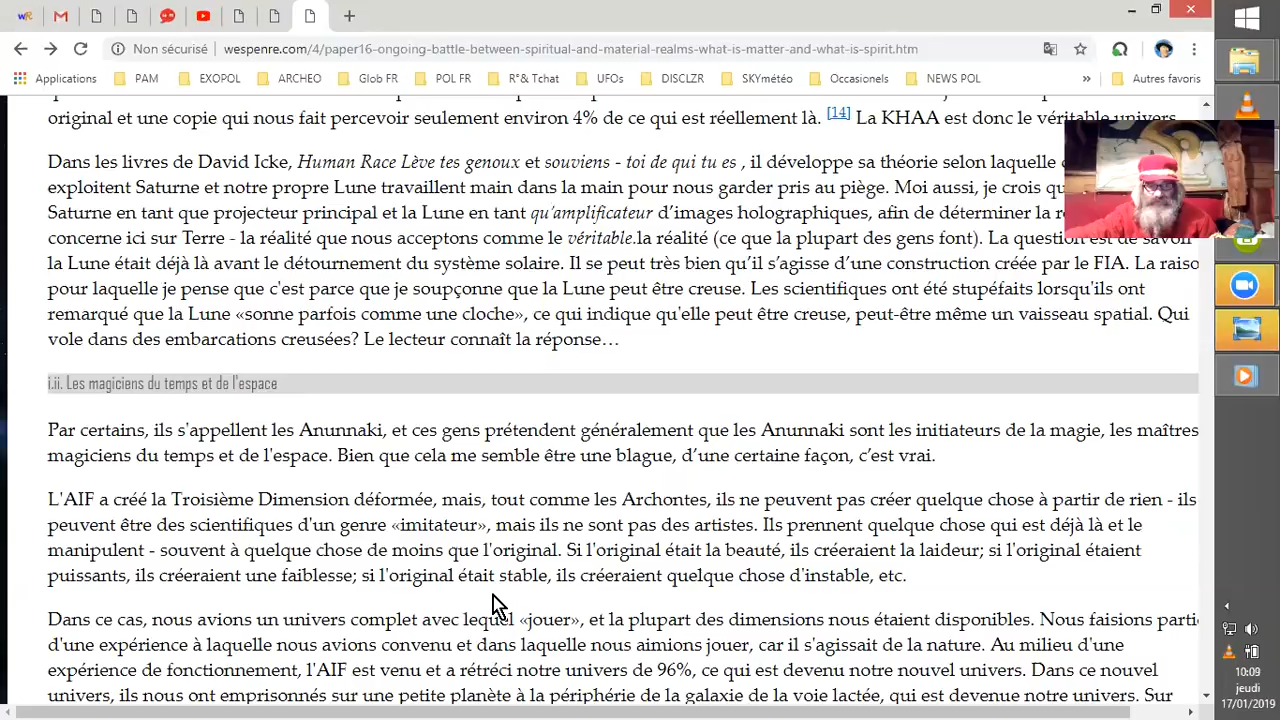 Non sécurisé
wespenre.com/4/paper16-ongoing-battle-between-spiritual-and-material-realms-what-is-matter-and-what-is-spirit.htm
Applications PAM EXOPOL ARCHEO Glob FR POL FR R°& Tchat UFOs DISCLZR SKYmétéo Occasionels NEWS POL » Autres favoris
original et une copie qui nous fait percevoir seulement environ 4% de ce qui est réellement là. [14] La KHAA est donc le véritable univers
Dans les livres de David Icke, Human Race Lève tes genoux et souviens - toi de qui tu es , il développe sa théorie selon laquelle
exploitent Saturne et notre propre Lune travaillent main dans la main pour nous garder pris au piège. Moi aussi, je crois
Saturne en tant que projecteur principal et la Lune en tant qu'amplificateur d'images holographiques, afin de déterminer la
concerne ici sur Terre - la réalité que nous acceptons comme le véritable.la réalité (ce que la plupart des gens font). La question est de savoir
la Lune était déjà là avant le détournement du système solaire. Il se peut très bien qu'il s'agisse d'une construction créée par le FIA. La raiso
pour laquelle je pense que c'est parce que je soupçonne que la Lune peut être creuse. Les scientifiques ont été stupéfaits lorsqu'ils ont
remarqué que la Lune «sonne parfois comme une cloche», ce qui indique qu'elle peut être creuse, peut-être même un vaisseau spatial. Qui
vole dans des embarcations creusées? Le lecteur connaît la réponse…
i.ii. Les magiciens du temps et de l'espace
Par certains, ils s'appellent les Anunnaki, et ces gens prétendent généralement que les Anunnaki sont les initiateurs de la magie, les maîtres
magiciens du temps et de l'espace. Bien que cela me semble être une blague, d'une certaine façon, c'est vrai.
L'AIF a créé la Troisième Dimension déformée, mais, tout comme les Archontes, ils ne peuvent pas créer quelque chose à partir de rien - ils
peuvent être des scientifiques d'un genre «imitateur», mais ils ne sont pas des artistes. Ils prennent quelque chose qui est déjà là et le
manipulent - souvent à quelque chose de moins que l'original. Si l'original était la beauté, ils créeraient la laideur; si l'original étaient
puissants, ils créeraient une faiblesse; si l'original était stable, ils créeraient quelque chose d'instable, etc.
Dans ce cas, nous avions un univers complet avec lequel «jouer», et la plupart des dimensions nous étaient disponibles. Nous faisions parti
d'une expérience à laquelle nous avions convenu et dans laquelle nous aimions jouer, car il s'agissait de la nature. Au milieu d'une
expérience de fonctionnement, l'AIF est venu et a rétréci notre univers de 96%, ce qui est devenu notre nouvel univers. Dans ce nouvel
univers, ils nous ont emprisonnés sur une petite planète à la périphérie de la galaxie de la voie lactée, qui est devenue notre univers. Sur
10:09
jeudi
17/01/2019